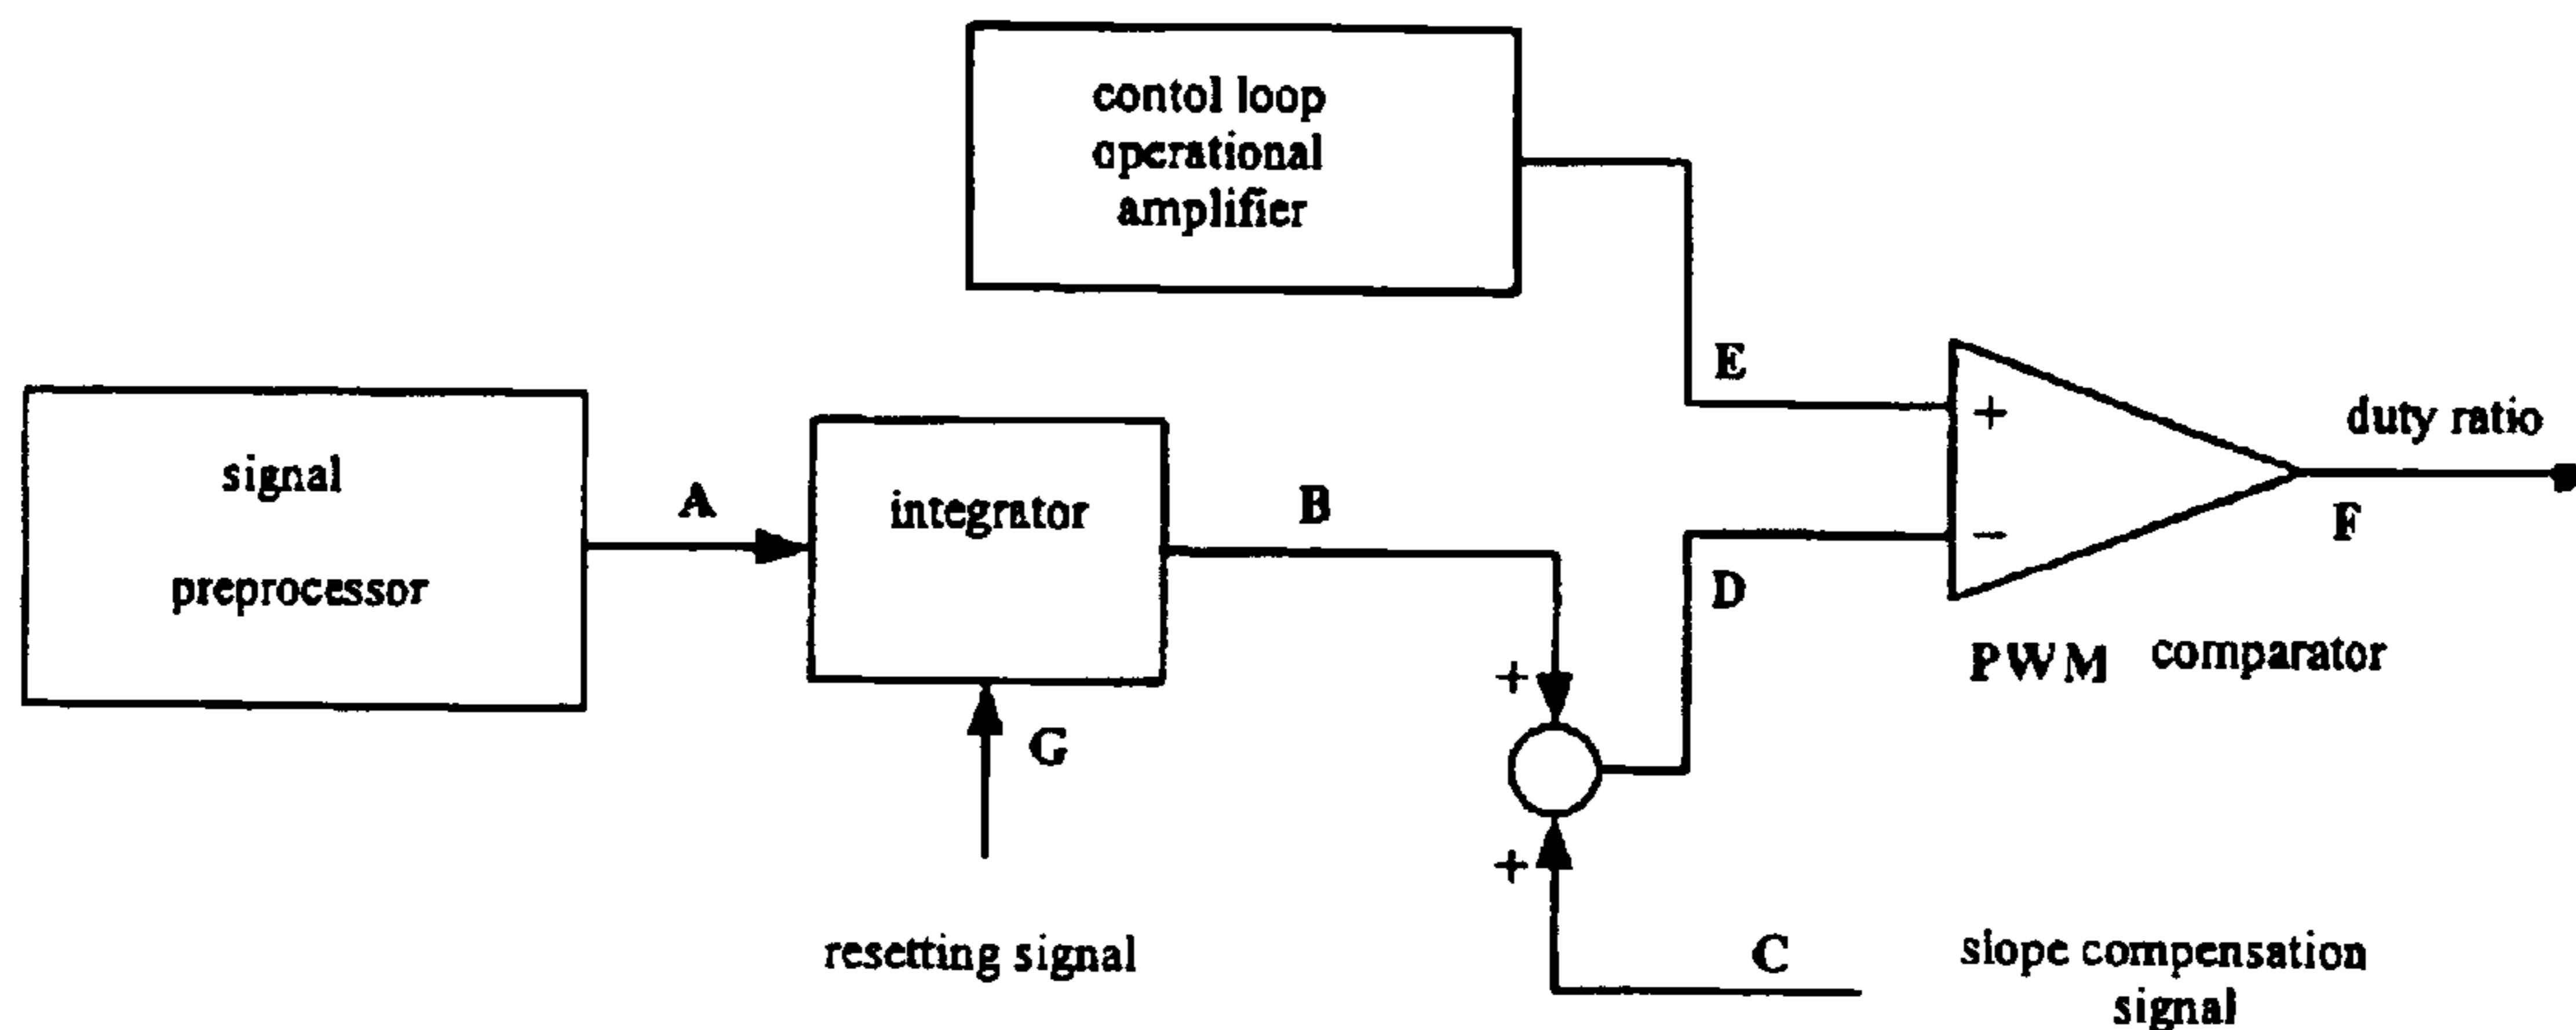 contol loop
operational
amplifier
E
+
duty ratio
signal
preprocessor
A
integrator
B
−
F
D
PWM comparator
+
G
+
resetting signal
C
slope compensation
signal